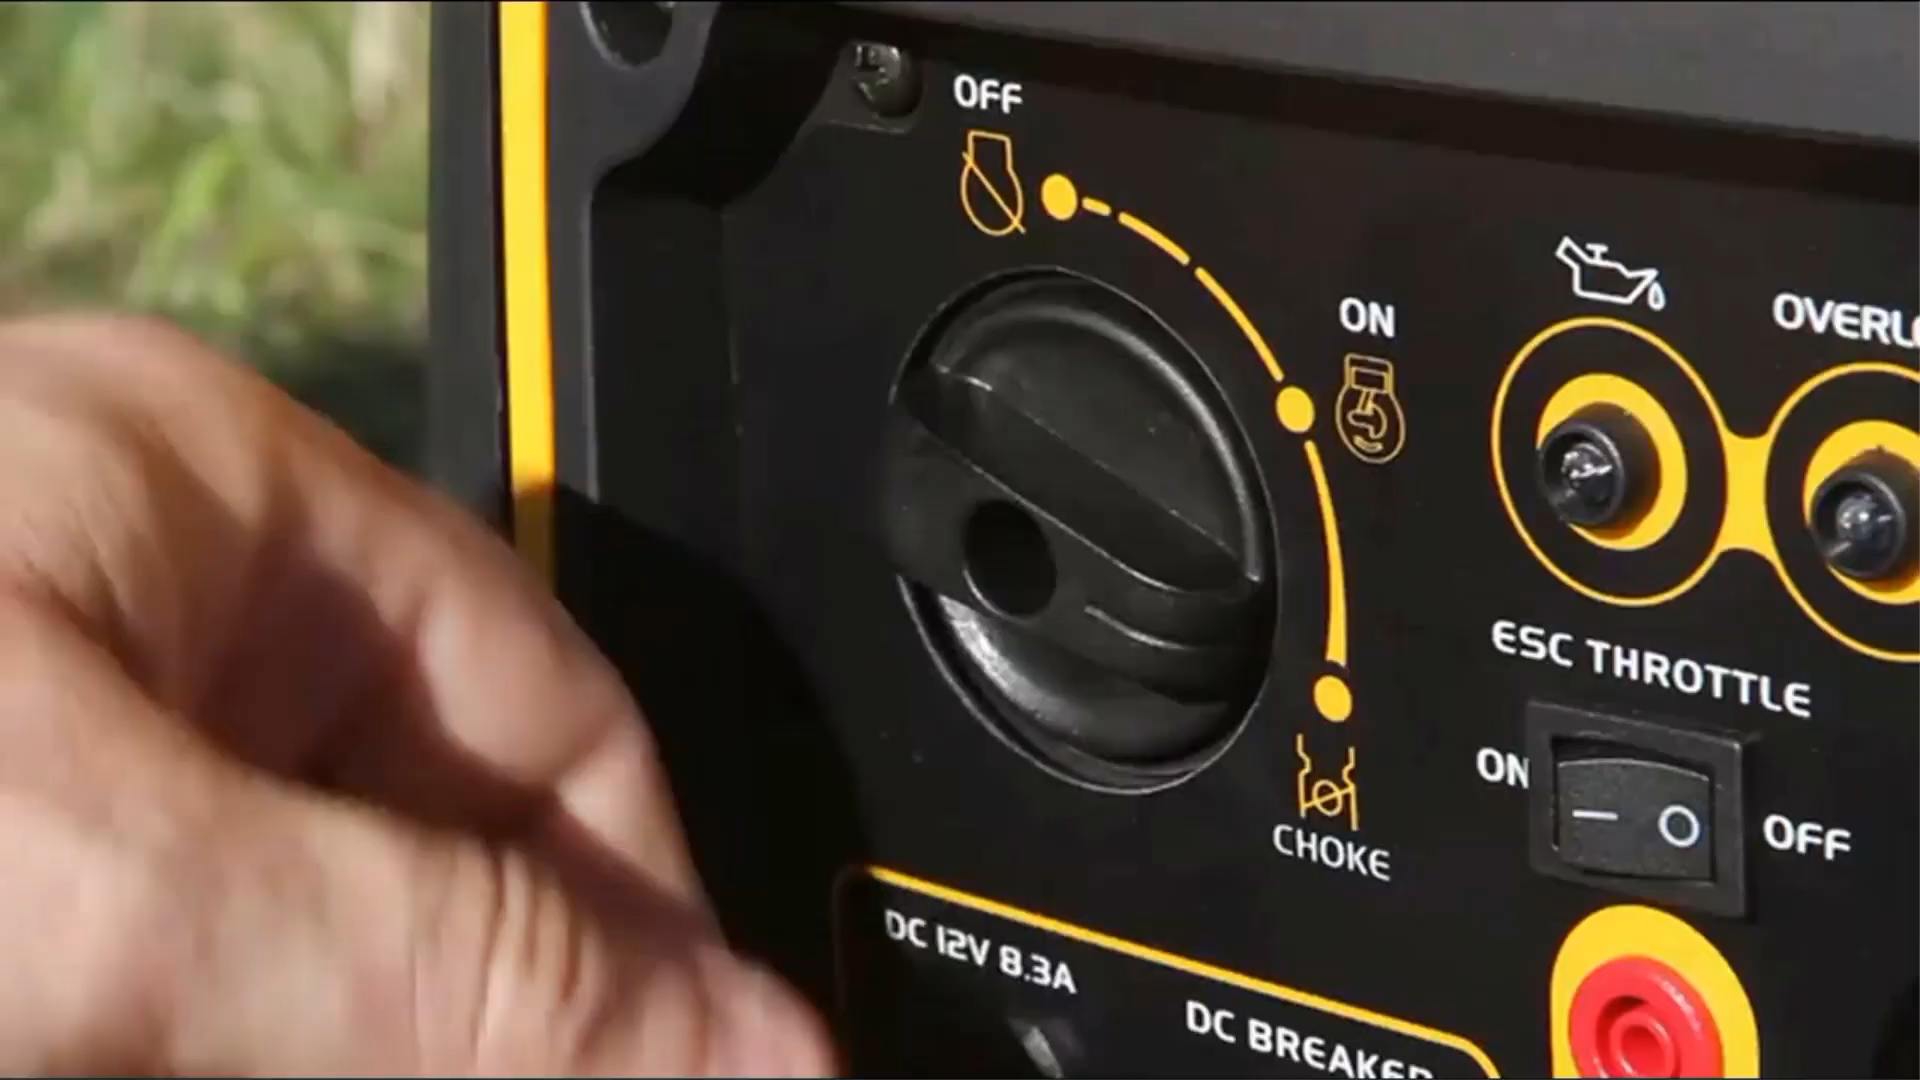 OFF
ON
OVERL
ESC THROTTLE
ON
OFF
CHOKE
DC 12V 8.3A
DC BREAKER